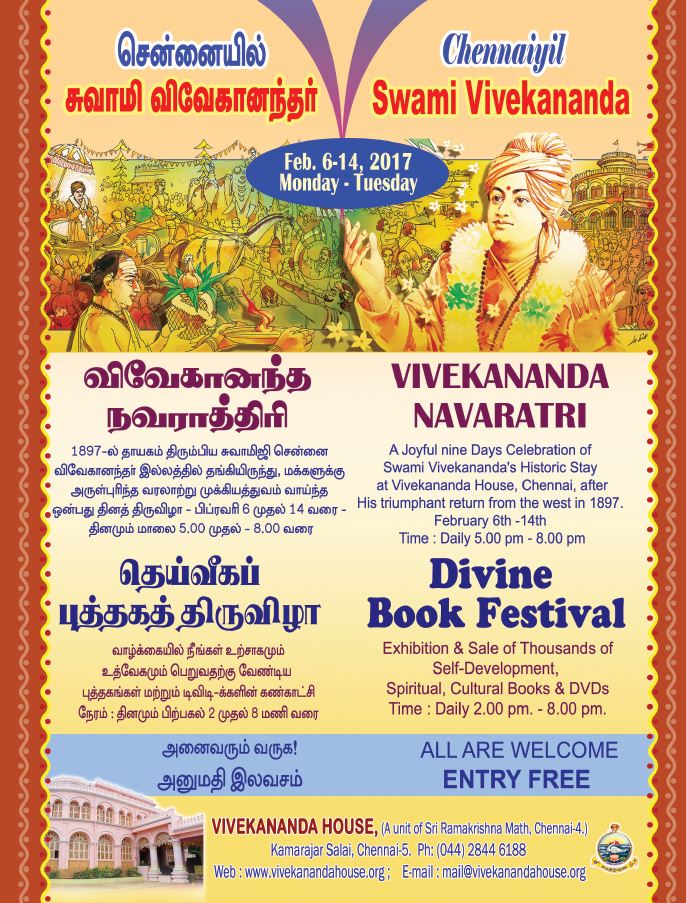 சென்னையில்
சுவாமி விவேகானந்தர்
Chennaiyil
Swami Vivekananda
Feb. 6-14, 2017
Monday - Tuesday
விவேகானந்த
நவராத்திரி
1897-ல் தாயகம் திரும்பிய சுவாமிஜி சென்னை
விவேகானந்தர் இல்லத்தில் தங்கியிருந்து, மக்களுக்கு
அருள்புரிந்த வரலாற்று முக்கியத்துவம் வாய்ந்த
ஒன்பது தினத் திருவிழா - பிப்ரவரி 6 முதல் 14 வரை -
தினமும் மாலை 5.00 முதல் - 8.00 வரை
VIVEKANANDA
NAVARATRI
A Joyful nine Days Celebration of
Swami Vivekananda's Historic Stay
at Vivekananda House, Chennai, after
His triumphant return from the west in 1897.
February 6th -14th
Time : Daily 5.00 pm - 8.00 pm
தெய்வீகப்
புத்தகத் திருவிழா
வாழ்க்கையில் நீங்கள் உற்சாகமும்
உத்வேகமும் பெறுவதற்கு வேண்டிய
புத்தகங்கள் மற்றும் டிவிடி-க்களின் கண்காட்சி
நேரம் : தினமும் பிற்பகல் 2 முதல் 8 மணி வரை
Divine
Book Festival
Exhibition & Sale of Thousands of
Self-Development,
Spiritual, Cultural Books & DVDs
Time : Daily 2.00 pm. - 8.00 pm.
அனைவரும் வருக!
அனுமதி இலவசம்
ALL ARE WELCOME
ENTRY FREE
VIVEKANANDA HOUSE, (A unit of Sri Ramakrishna Math, Chennai-4.)
Kamarajar Salai, Chennai-5. Ph: (044) 2844 6188
Web : www.vivekanandahouse.org ; E-mail : mail@vivekanandahouse.org